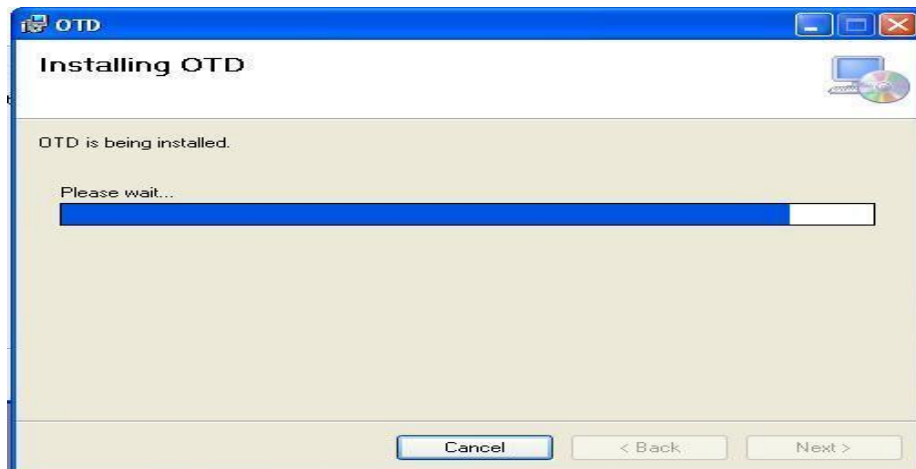 OTD
Installing OTD
OTD is being installed.
Please wait...
Cancel
< Back
Next >